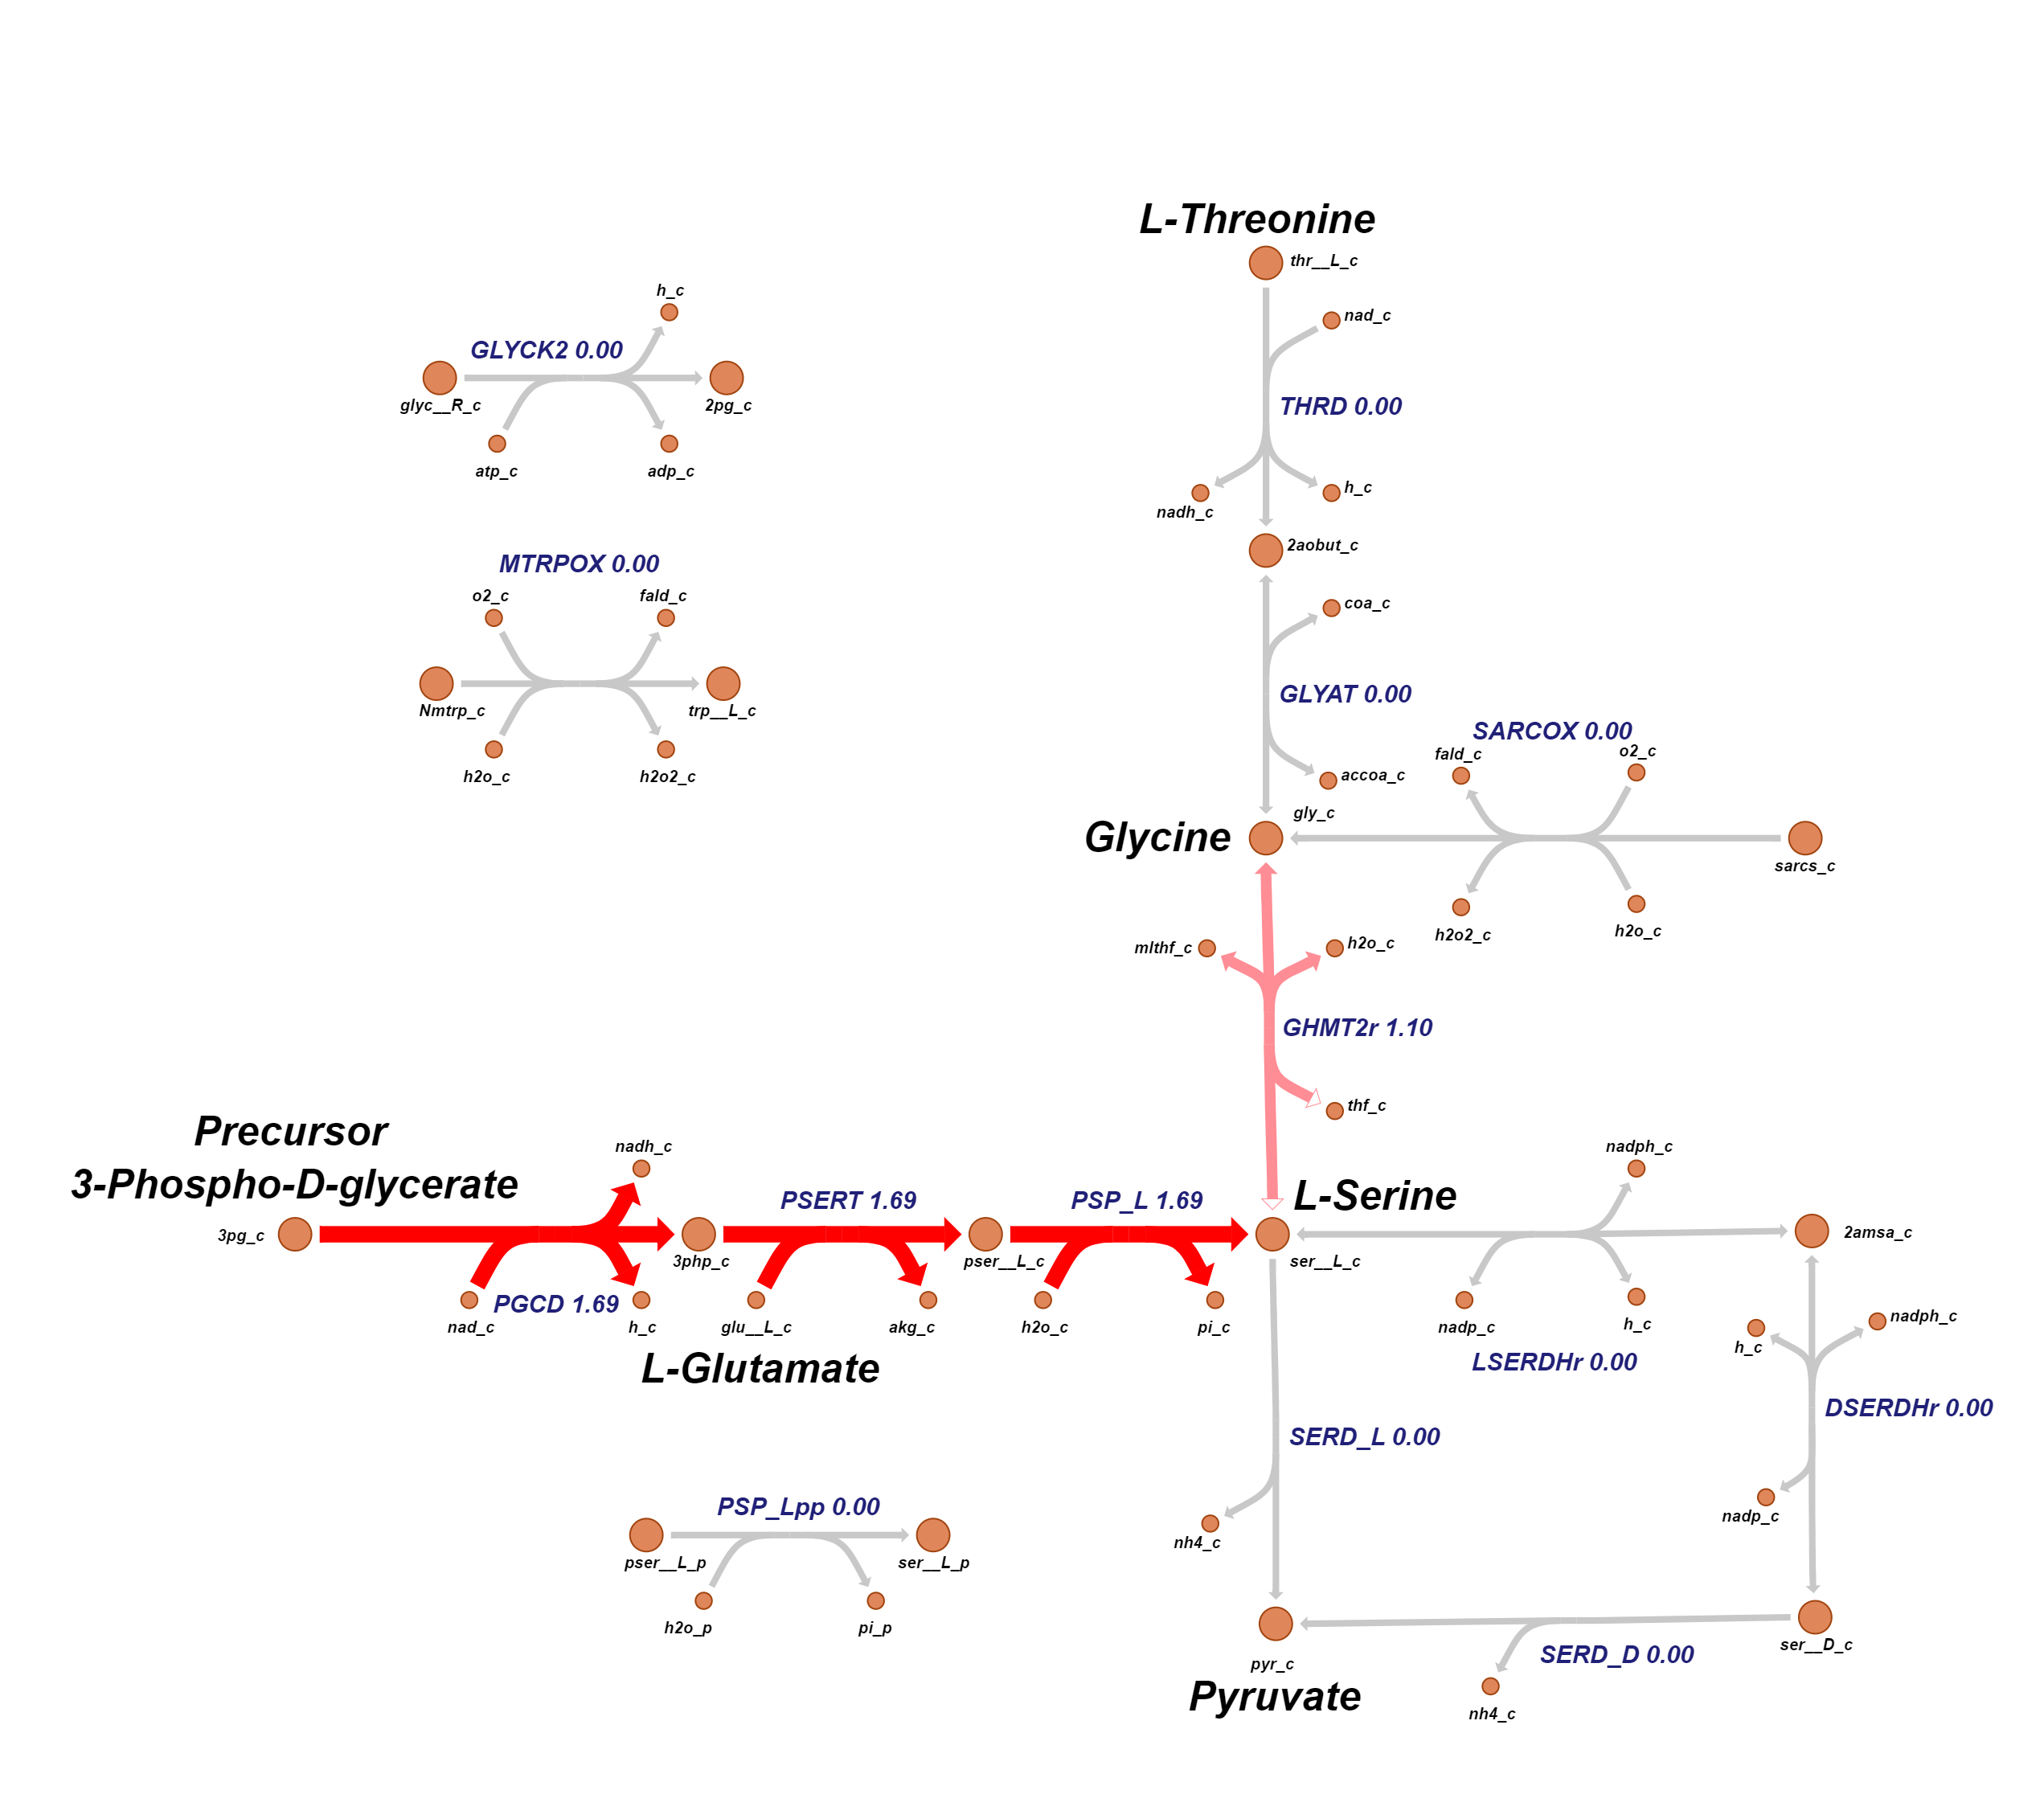 L-Threonine
thr__L_c
nad_c
THRD 0.00
nadh_c
h_c
2aobut_c
coa_c
GLYAT 0.00
accoa_c
gly_c
Glycine
SARCOX 0.00
fald_c
o2_c
sarcs_c
h2o2_c
h2o_c
mlthf_c
h2o_c
GHMT2r 1.10
thf_c
h_c
GLYCK2 0.00
glyc__R_c
2pg_c
atp_c
adp_c
MTRPOX 0.00
o2_c
fald_c
Nmtrp_c
trp__L_c
h2o_c
h2o2_c
Precursor
3-Phospho-D-glycerate
3pg_c
nadh_c
PGCD 1.69
nad_c
h_c
3php_c
PSERT 1.69
glu__L_c
akg_c
L-Glutamate
pser__L_c
PSP_L 1.69
h2o_c
pi_c
L-Serine
ser__L_c
nadph_c
2amsa_c
nadp_c
h_c
LSERDHr 0.00
h_c
nadph_c
DSERDHr 0.00
nadp_c
SERD_L 0.00
nh4_c
PSP_Lpp 0.00
pser__L_p
ser__L_p
h2o_p
pi_p
ser__D_c
SERD_D 0.00
pyr_c
Pyruvate
nh4_c